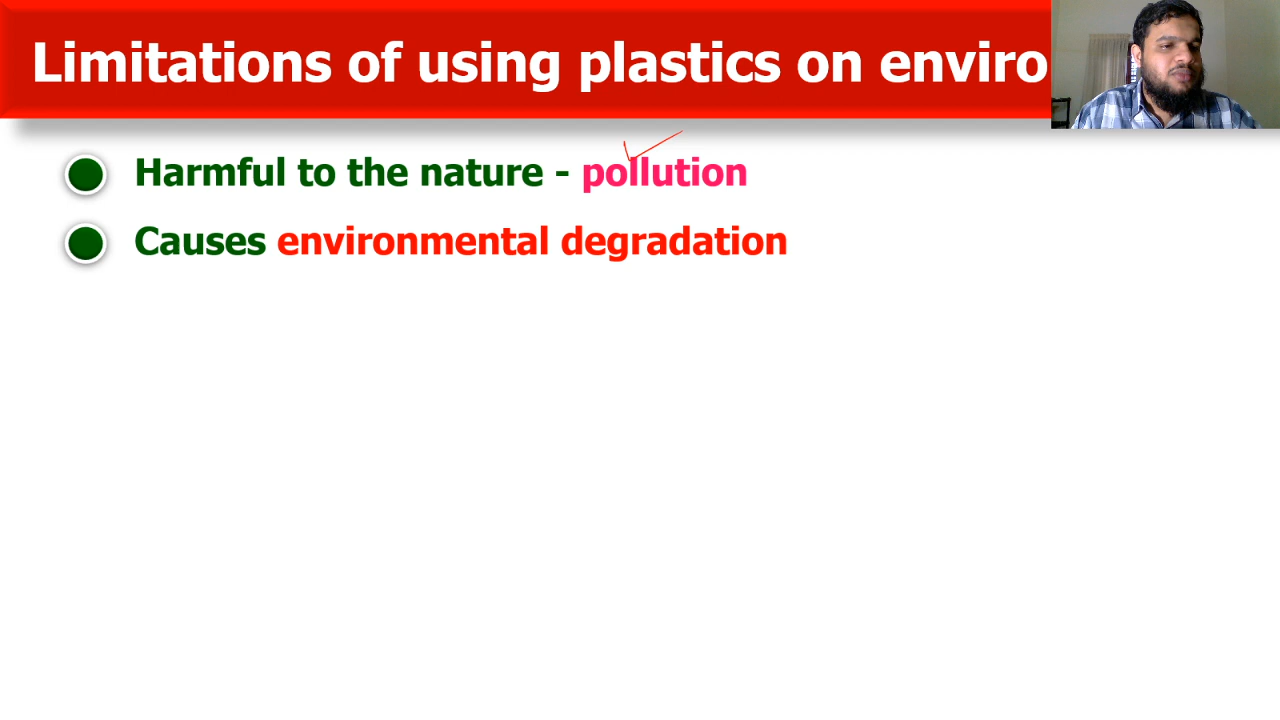 Limitations of using plastics on enviro
Harmful to the nature - pollution
Causes environmental degradation